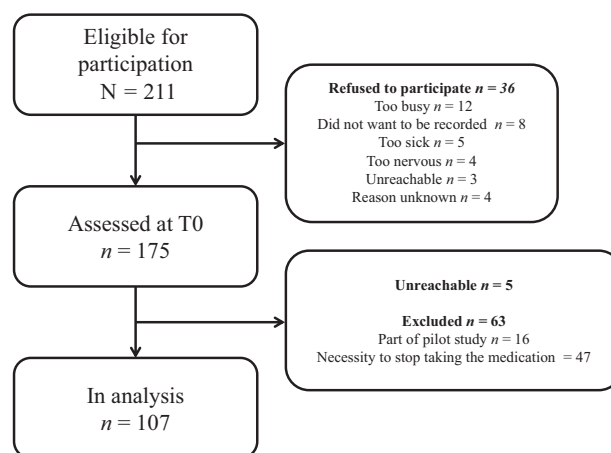 Eligible for
participation
N = 211
Refused to participate n = 36
Too busy n = 12
Did not want to be recorded n = 8
Too sick n = 5
Too nervous n = 4
Unreachable n = 3
Reason unknown n = 4
Assessed at T0
n = 175
Unreachable n = 5
Excluded n = 63
Part of pilot study n = 16
Necessity to stop taking the medication = 47
In analysis
n = 107